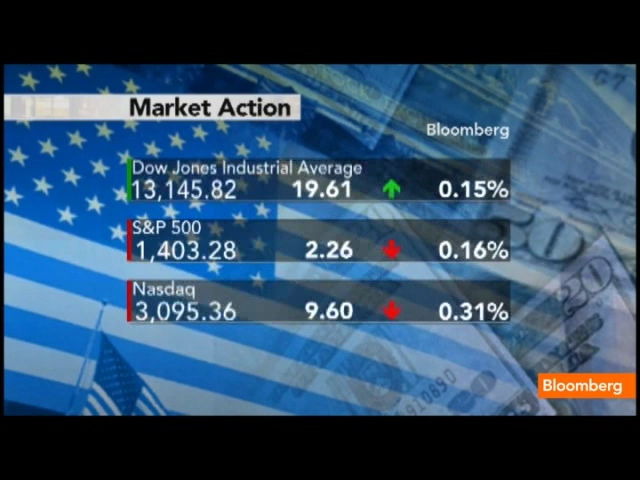 Market Action
Bloomberg
Dow Jones Industrial Average
13,145.82 19.61 0.15%
S&P 500
1,403.28 2.26 0.16%
Nasdaq
3,095.36 9.60 0.31%
Bloomberg